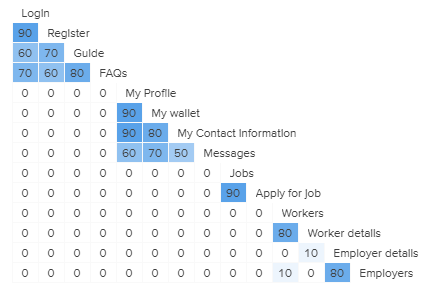 LogIn
90 Register
60 70 Guide
70 60 80 FAQs
0 0 0 0 My Profile
0 0 0 0 90 My wallet
0 0 0 0 90 80 My Contact Information
0 0 0 0 60 70 50 Messages
0 0 0 0 0 0 0 0 Jobs
0 0 0 0 0 0 0 0 90 Apply for Job
0 0 0 0 0 0 0 0 0 0 Workers
0 0 0 0 0 0 0 0 0 0 80 Worker details
0 0 0 0 0 0 0 0 0 0 0 10 Employer details
0 0 0 0 0 0 0 0 0 0 10 0 80 Employers